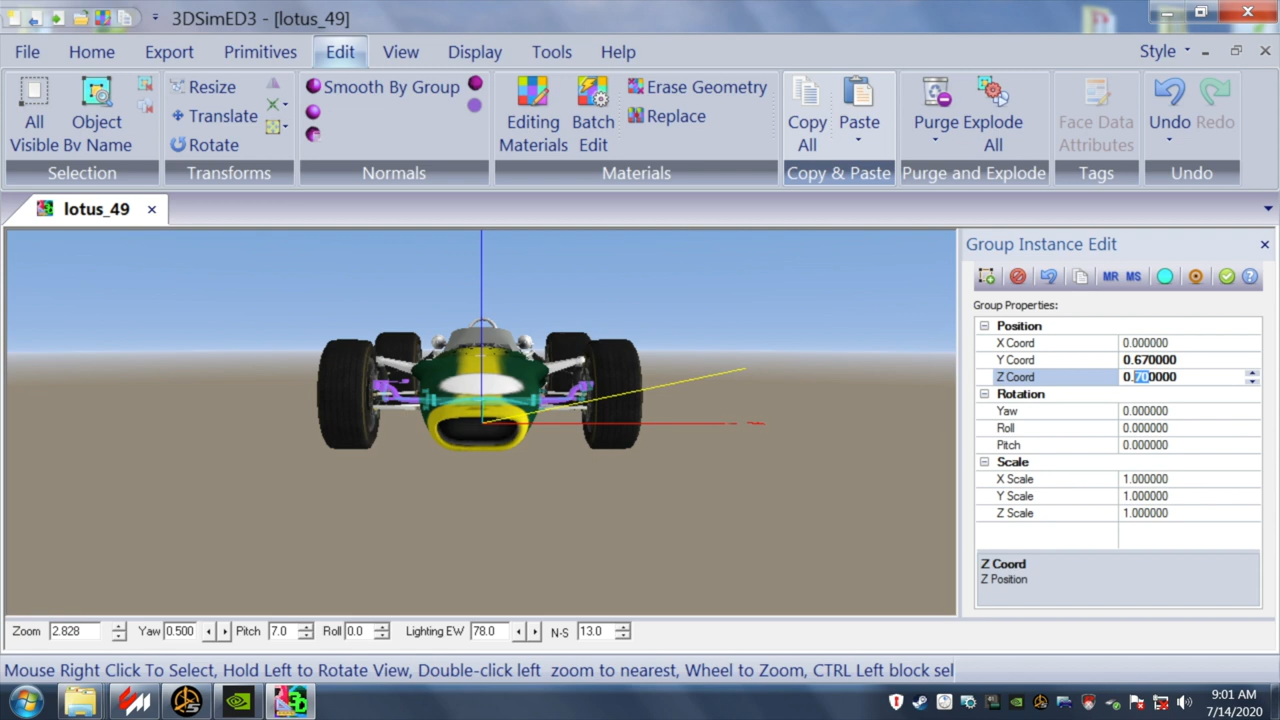 3DSimED3 - [lotus_49]
File Home Export Primitives Edit View Display Tools Help Style
Resize Smooth By Group Erase Geometry
Translate Replace
All Object Editing Batch Copy Paste Purge Explode Face Data Undo Redo
Visible By Name Rotate Materials Edit All All Attributes
Selection Transforms Normals Materials Copy & Paste Purge and Explode Tags Undo
lotus_49
Group Instance Edit
MR MS
Group Properties:
Position
X Coord 0.000000
Y Coord 0.670000
Z Coord 0.700000
Rotation
Yaw 0.000000
Roll 0.000000
Pitch 0.000000
Scale
X Scale 1.000000
Y Scale 1.000000
Z Scale 1.000000
Z Coord
Z Position
Zoom 2.828 Yaw 0.500 Pitch 7.0 Roll 0.0 Lighting EW 78.0 N-S 13.0
Mouse Right Click To Select, Hold Left to Rotate View, Double-click left zoom to nearest, Wheel to Zoom, CTRL Left block sel
9:01 AM
7/14/2020